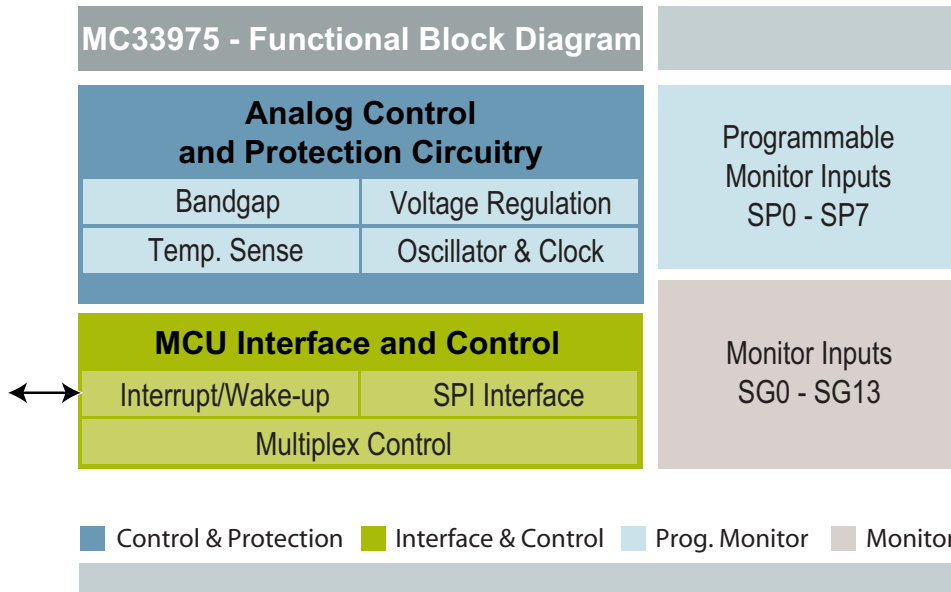 MC33975 - Functional Block Diagram
Analog Control
and Protection Circuitry
Bandgap
Voltage Regulation
Temp. Sense
Oscillator & Clock
Programmable
Monitor Inputs
SP0 - SP7
MCU Interface and Control
Interrupt/Wake-up
SPI Interface
Multiplex Control
Monitor Inputs
SG0 - SG13
Control & Protection
Interface & Control
Prog. Monitor
Monitor